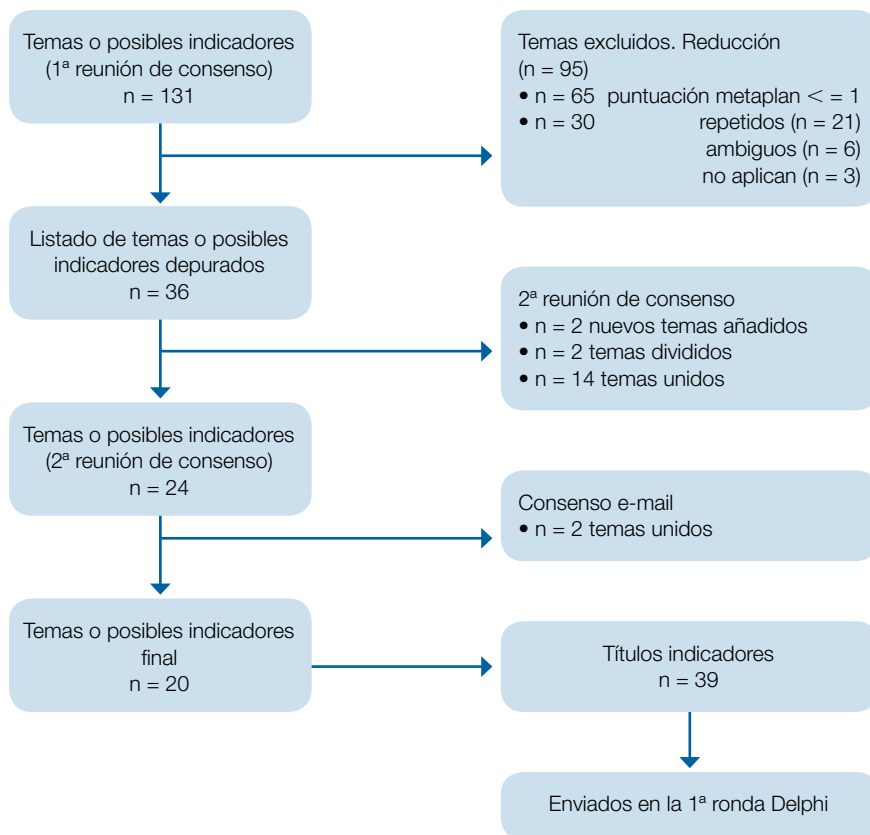 Temas o posibles indicadores
(1ª reunión de consenso)
n = 131
Temas excluidos. Reducción
(n = 95)
• n = 65 puntuación metaplan < = 1
• n = 30 repetidos (n = 21)
ambiguos (n = 6)
no aplican (n = 3)
Listado de temas o posibles
indicadores depurados
n = 36
2ª reunión de consenso
• n = 2 nuevos temas añadidos
• n = 2 temas divididos
• n = 14 temas unidos
Temas o posibles indicadores
(2ª reunión de consenso)
n = 24
Consenso e-mail
• n = 2 temas unidos
Temas o posibles indicadores
final
n = 20
Títulos indicadores
n = 39
Enviados en la 1ª ronda Delphi